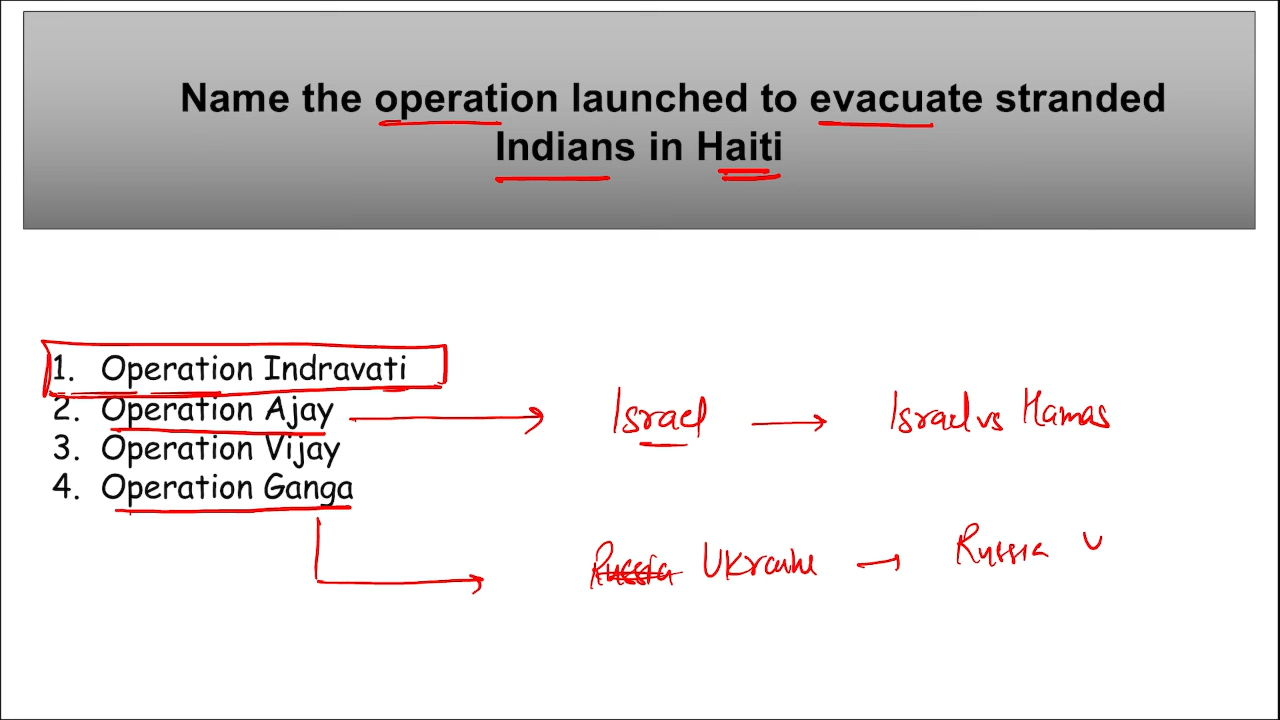 Name the operation launched to evacuate stranded
Indians in Haiti
1. Operation Indravati
2. Operation Ajay
Israel
Israel vs Hamas
3. Operation Vijay
4. Operation Ganga
Russia Ukraine
Russia v